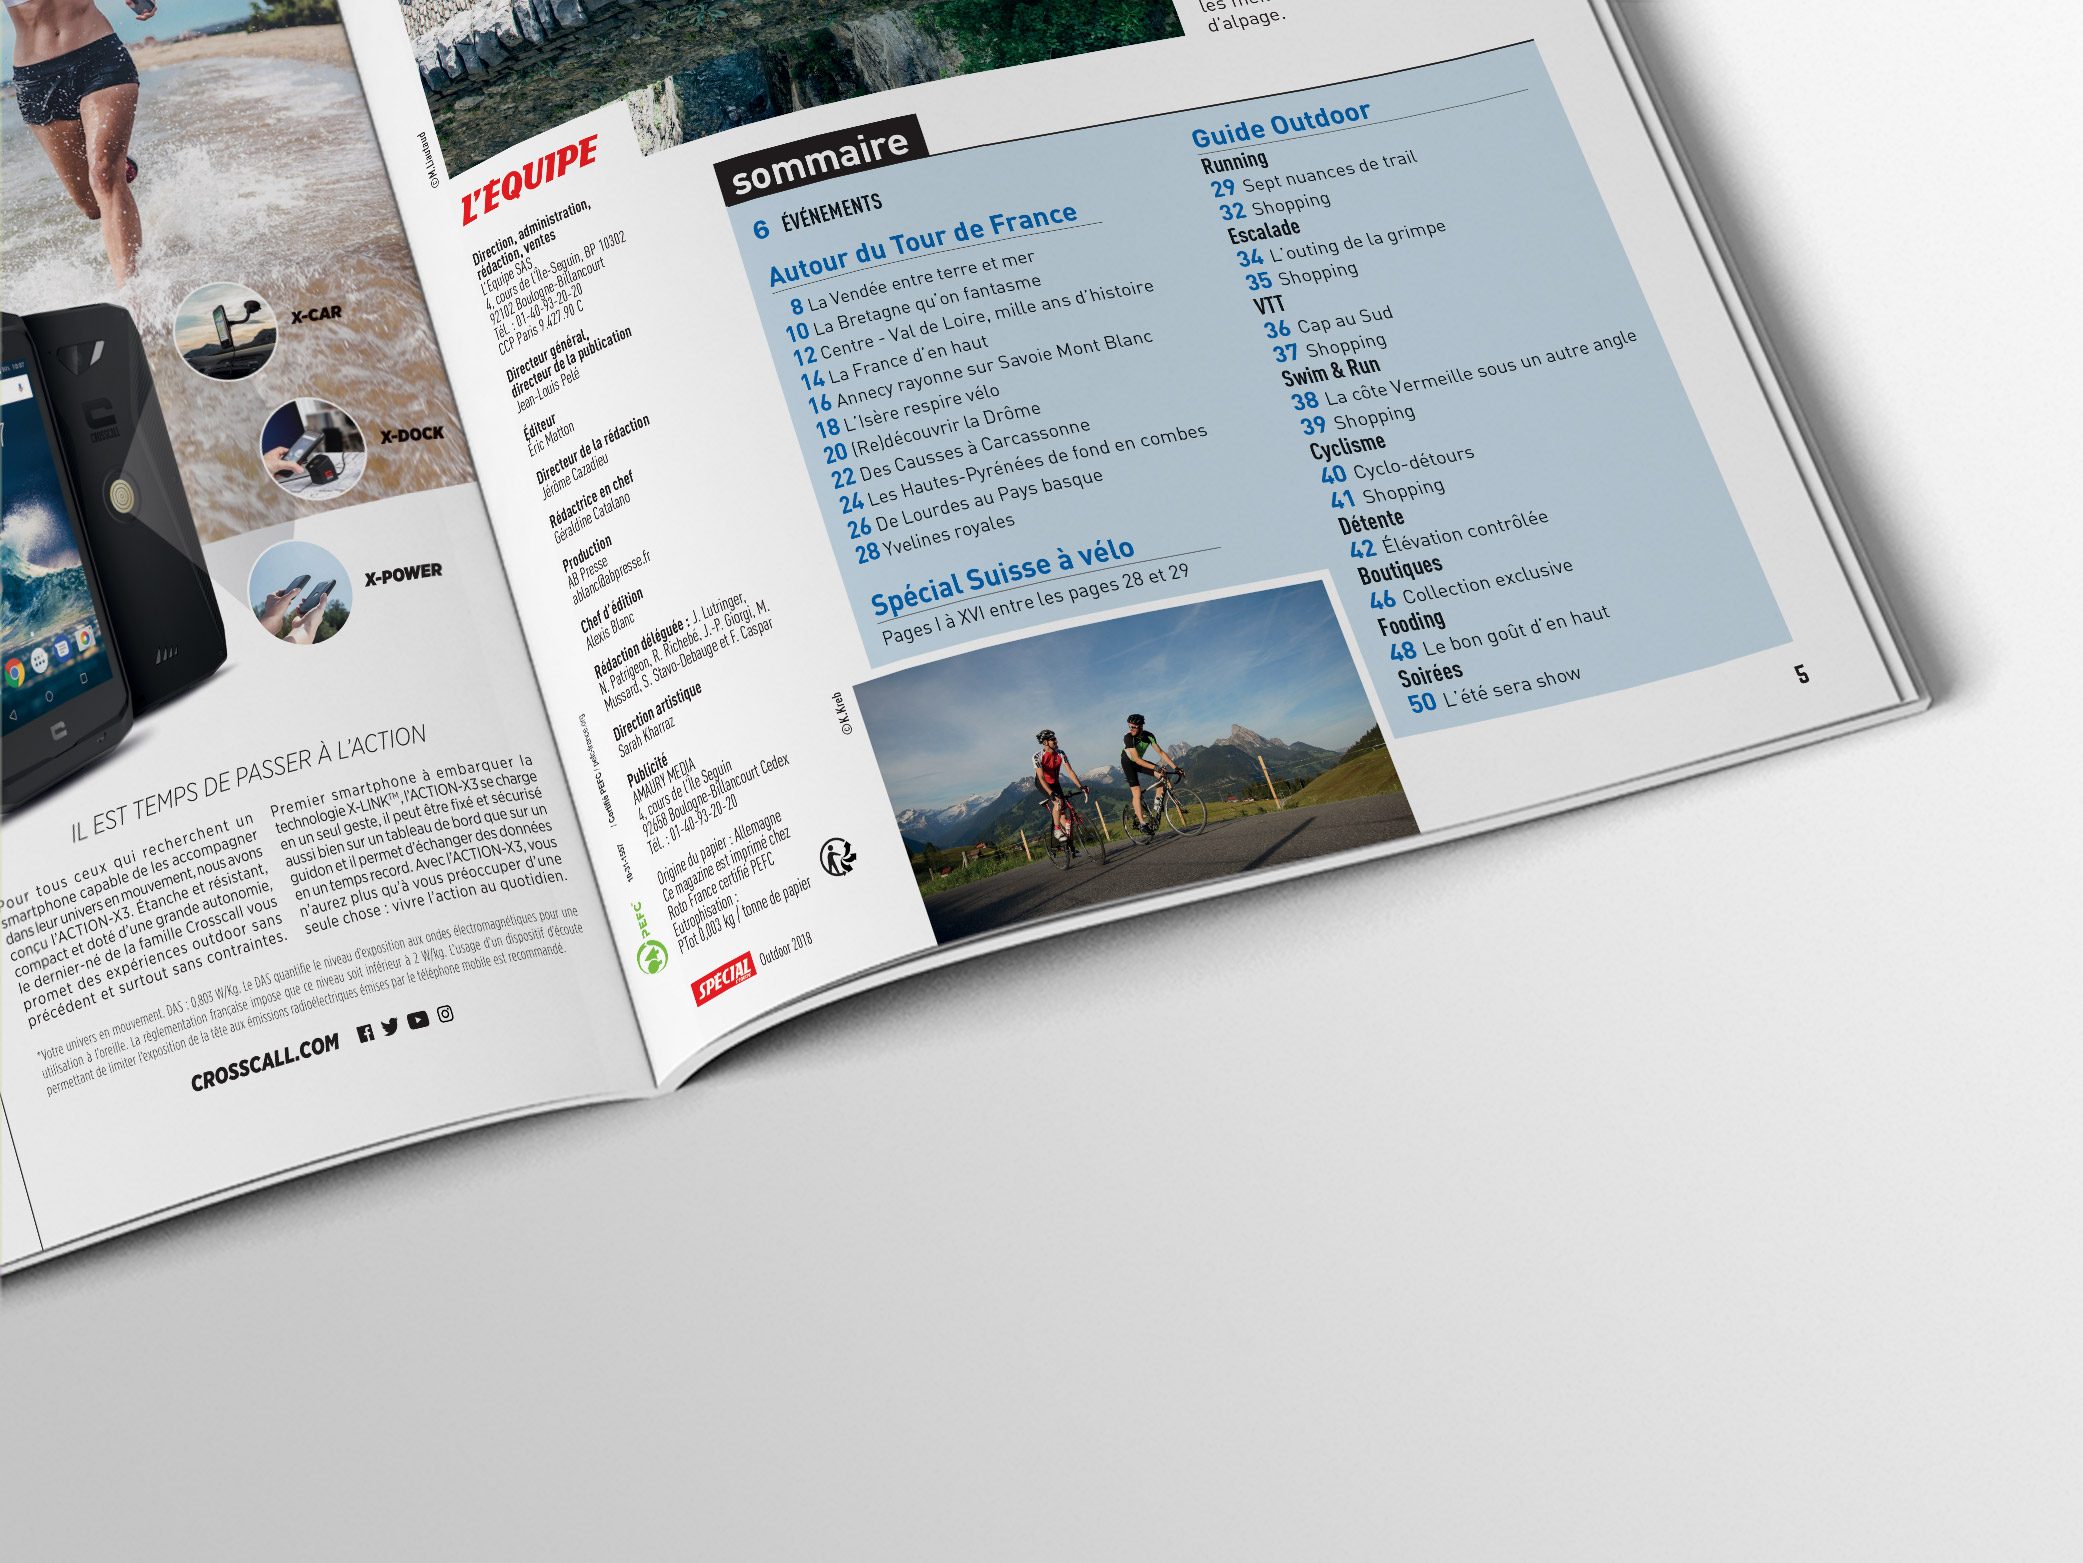 X-CAR
X-DOCK
X-POWER
CROSSCALL
IL EST TEMPS DE PASSER À L'ACTION
Pour tous ceux qui recherchent un
smartphone capable de les accompagner
dans leur univers en mouvement, nous avons
conçu l'ACTION-X3. Étanche et résistant,
compact et doté d'une grande autonomie,
le dernier-né de la famille Crosscall vous
promet des expériences outdoor sans
précédent et surtout sans contraintes.
Premier smartphone à embarquer la
technologie X-LINK™, l'ACTION-X3 se charge
en un seul geste, il peut être fixé et sécurisé
aussi bien sur un tableau de bord que sur un
guidon et il permet d'échanger des données
en un temps record. Avec l'ACTION-X3, vous
n'aurez plus qu'à vous préoccuper d'une
seule chose : vivre l'action au quotidien.
*Votre univers en mouvement. DAS : 0,803 W/Kg. Le DAS quantifie le niveau d'exposition aux ondes électromagnétiques pour une
utilisation à l'oreille. La réglementation française impose que ce niveau soit inférieur à 2 W/kg. L'usage d'un dispositif d'écoute
permettant de limiter l'exposition de la tête aux émissions radioélectriques émises par le téléphone mobile est recommandé.
CROSSCALL.COM
©M.Liautaud
d'alpage.
L'ÉQUIPE
Direction, administration,
rédaction, ventes
L'Equipe SAS
4, cours de l'Île-Seguin, BP 10302
92102 Boulogne-Billancourt
Tél. : 01-40-93-20-20
CCP Paris 9.427.90 C
Directeur général,
directeur de la publication
Jean-Louis Pelé
Éditeur
Éric Matton
Directeur de la rédaction
Jérôme Cazadieu
Rédactrice en chef
Géraldine Catalano
Production
AB Presse
ablanc@abpresse.fr
Chef d'édition
Alexis Blanc
Rédaction déléguée : J. Lutringer,
N. Patrigeon, R. Richebé, J.-P. Giorgi, M.
Mussard, S. Stavo-Debauge et F. Caspar
Direction artistique
Sarah Kharraz
Publicité
AMAURY MEDIA
4, cours de l'Île Seguin
92658 Boulogne-Billancourt Cedex
Tél. : 01-40-93-20-20
Origine du papier : Allemagne
Ce magazine est imprimé chez
Roto France certifié PEFC
Eutrophisation :
PTot 0,003 kg / tonne de papier
PEFC
10-31-1597
/ Certifié PEFC / pefc-france.org
SPÉCIAL
Outdoor 2018
sommaire
6 ÉVÉNEMENTS
Autour du Tour de France
8 La Vendée entre terre et mer
10 La Bretagne qu'on fantasme
12 Centre - Val de Loire, mille ans d'histoire
14 La France d'en haut
16 Annecy rayonne sur Savoie Mont Blanc
18 L'Isère respire vélo
20 (Re)découvrir la Drôme
22 Des Causses à Carcassonne
24 Les Hautes-Pyrénées de fond en combes
26 De Lourdes au Pays basque
28 Yvelines royales
Spécial Suisse à vélo
Pages I à XVI entre les pages 28 et 29
©K.Kreb
Guide Outdoor
Running
29 Sept nuances de trail
32 Shopping
Escalade
34 L'outing de la grimpe
35 Shopping
VTT
36 Cap au Sud
37 Shopping
Swim & Run
38 La côte Vermeille sous un autre angle
39 Shopping
Cyclisme
40 Cyclo-détours
41 Shopping
Détente
42 Élévation contrôlée
Boutiques
46 Collection exclusive
Fooding
48 Le bon goût d'en haut
Soirées
50 L'été sera show
5